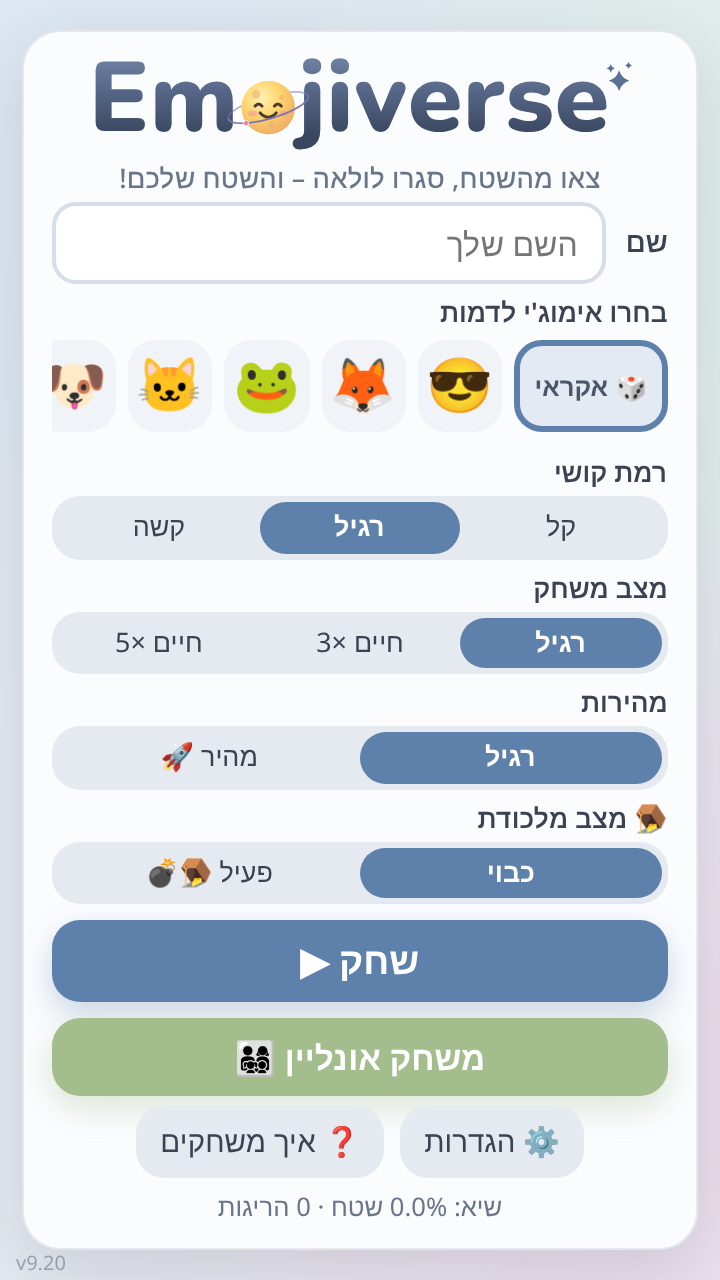 Emojiverse
צאו מהשטח, סגרו לולאה – והשטח שלכם!
שם
השם שלך
בחרו אימוג'י לדמות
🎲 אקראי
רמת קושי
קל רגיל קשה
מצב משחק
רגיל חיים ×3 חיים ×5
מהירות
רגיל מהיר 🚀
🪤 מצב מלכודת
כבוי פעיל 🪤💣
שחק ▶
משחק אונליין 👨‍👩‍👧‍👦
⚙️ הגדרות ❓ איך משחקים
שיא: 0.0% שטח · 0 הריגות
v9.20